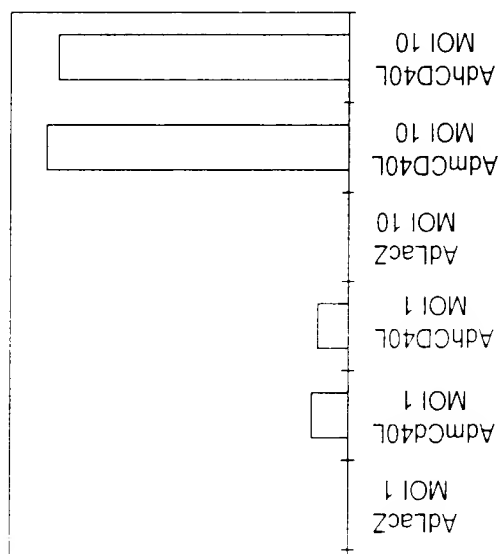 AdLacZ
MOI 1
AdmCd40L
MOI 1
AdhCD40L
MOI 1
AdLacZ
MOI 10
AdmCD40L
MOI 10
AdhCD40L
MOI 10